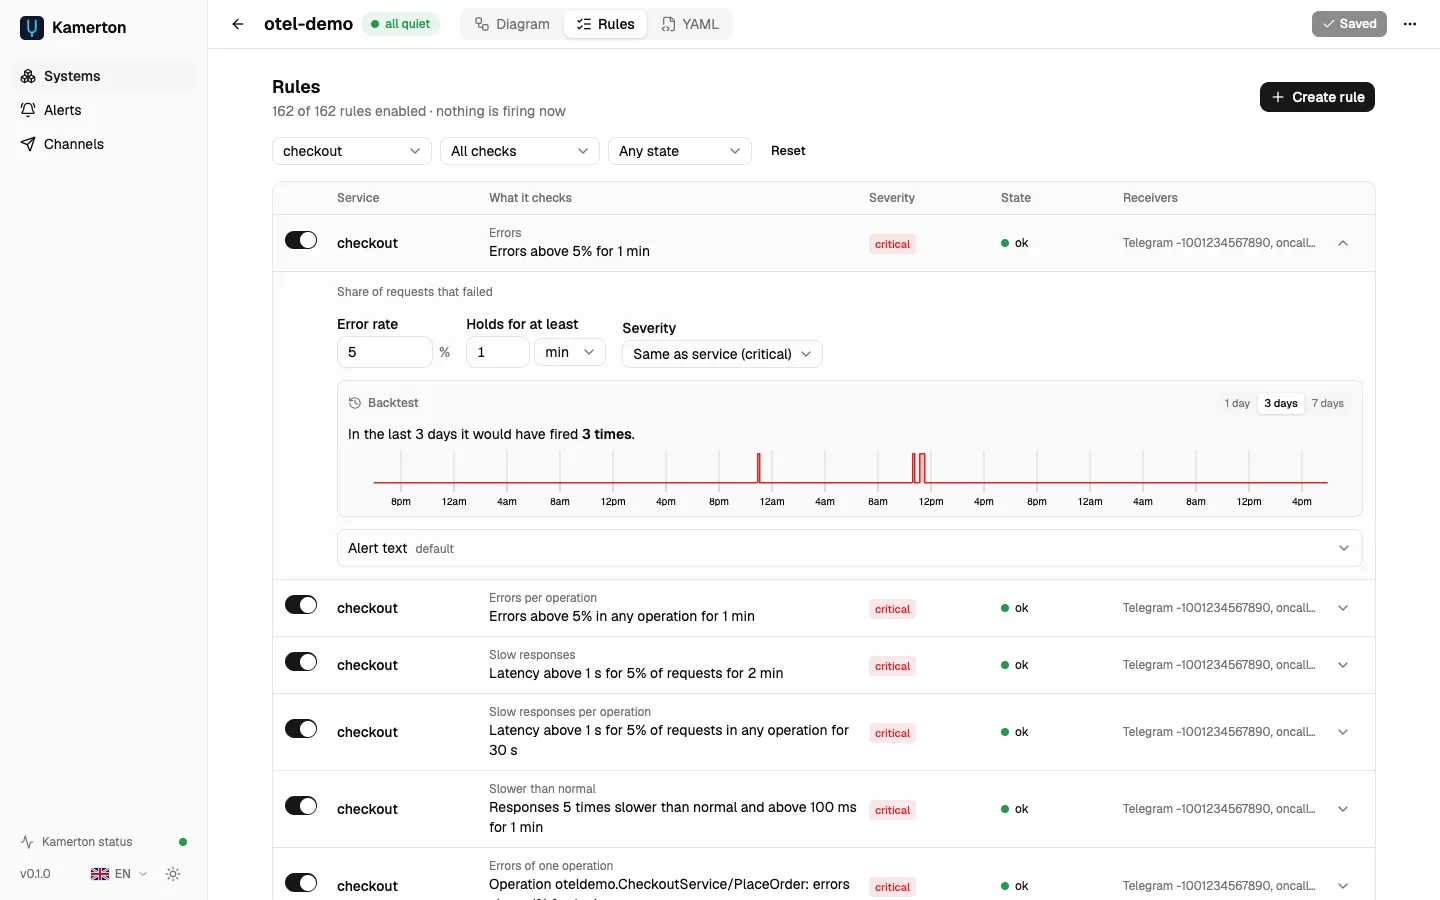 Kamerton
otel-demo
all quiet
Diagram
Rules
YAML
Saved
Systems
Alerts
Channels
Rules
162 of 162 rules enabled · nothing is firing now
Create rule
checkout
All checks
Any state
Reset
Service What it checks Severity State Receivers
checkout
Errors
Errors above 5% for 1 min
critical
ok
Telegram -1001234567890, oncall...
Share of requests that failed
Error rate
Holds for at least
Severity
5 %
1
min
Same as service (critical)
Backtest
1 day 3 days 7 days
In the last 3 days it would have fired 3 times.
8pm 12am 4am 8am 12pm 4pm 8pm 12am 4am 8am 12pm 4pm 8pm 12am 4am 8am 12pm 4pm
Alert text default
checkout
Errors per operation
Errors above 5% in any operation for 1 min
critical
ok
Telegram -1001234567890, oncall...
checkout
Slow responses
Latency above 1 s for 5% of requests for 2 min
critical
ok
Telegram -1001234567890, oncall...
checkout
Slow responses per operation
Latency above 1 s for 5% of requests in any operation for
30 s
critical
ok
Telegram -1001234567890, oncall...
checkout
Slower than normal
Responses 5 times slower than normal and above 100 ms
for 1 min
critical
ok
Telegram -1001234567890, oncall...
checkout
Errors of one operation
Operation oteldemo.CheckoutService/PlaceOrder: errors
critical
ok
Telegram -1001234567890, oncall...
Kamerton status
v0.1.0
EN